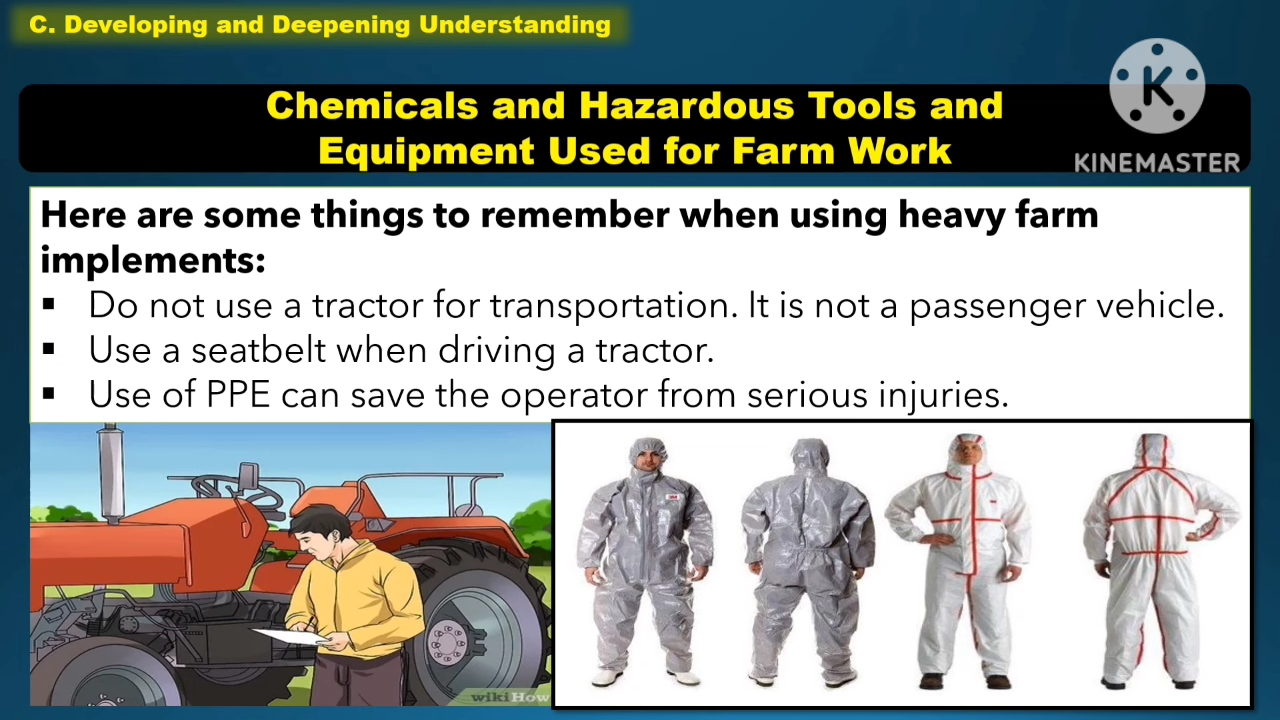 C. Developing and Deepening Understanding
Chemicals and Hazardous Tools and
Equipment Used for Farm Work
K
KINEMASTER
Here are some things to remember when using heavy farm
implements:
▪ Do not use a tractor for transportation. It is not a passenger vehicle.
▪ Use a seatbelt when driving a tractor.
▪ Use of PPE can save the operator from serious injuries.
wikiHow
3M